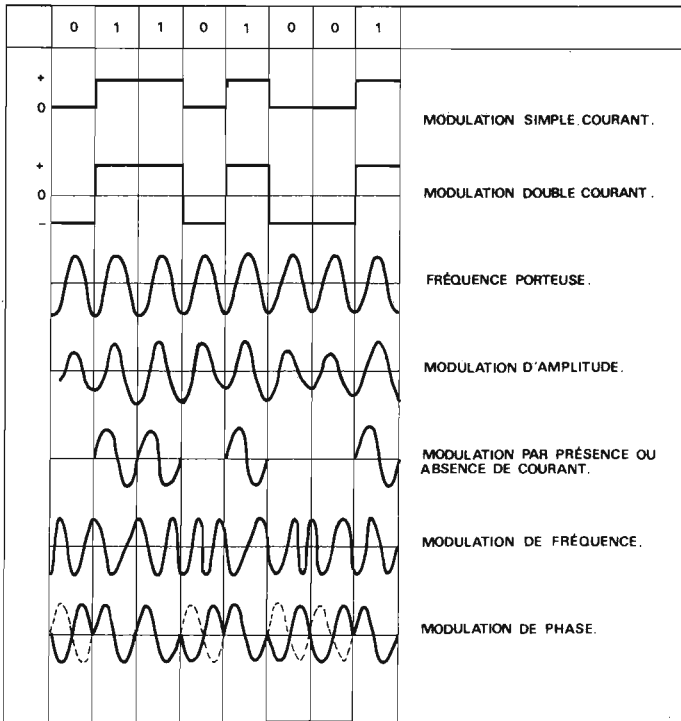 0 1 1 0 1 0 0 1
+
0
MODULATION SIMPLE COURANT.
+
0
−
MODULATION DOUBLE COURANT.
FRÉQUENCE PORTEUSE.
MODULATION D'AMPLITUDE.
MODULATION PAR PRÉSENCE OU
ABSENCE DE COURANT.
MODULATION DE FRÉQUENCE.
MODULATION DE PHASE.